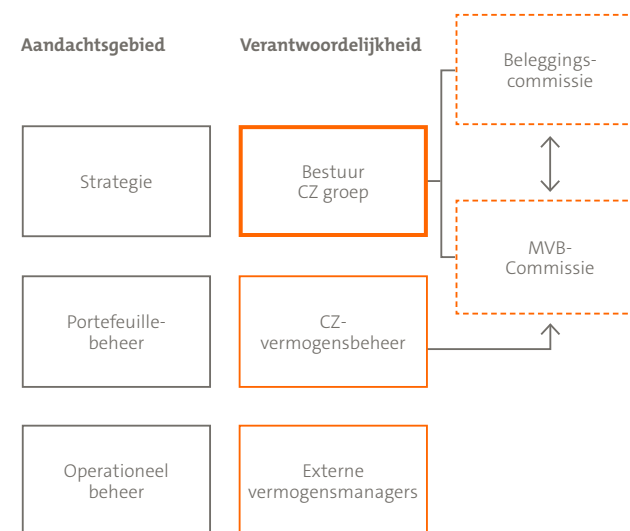 Aandachtsgebied
Verantwoordelijkheid
Beleggings-
commissie
Strategie
Bestuur
CZ groep
MVB-
Commissie
Portefeuille-
beheer
CZ-
vermogensbeheer
Operationeel
beheer
Externe
vermogensmanagers